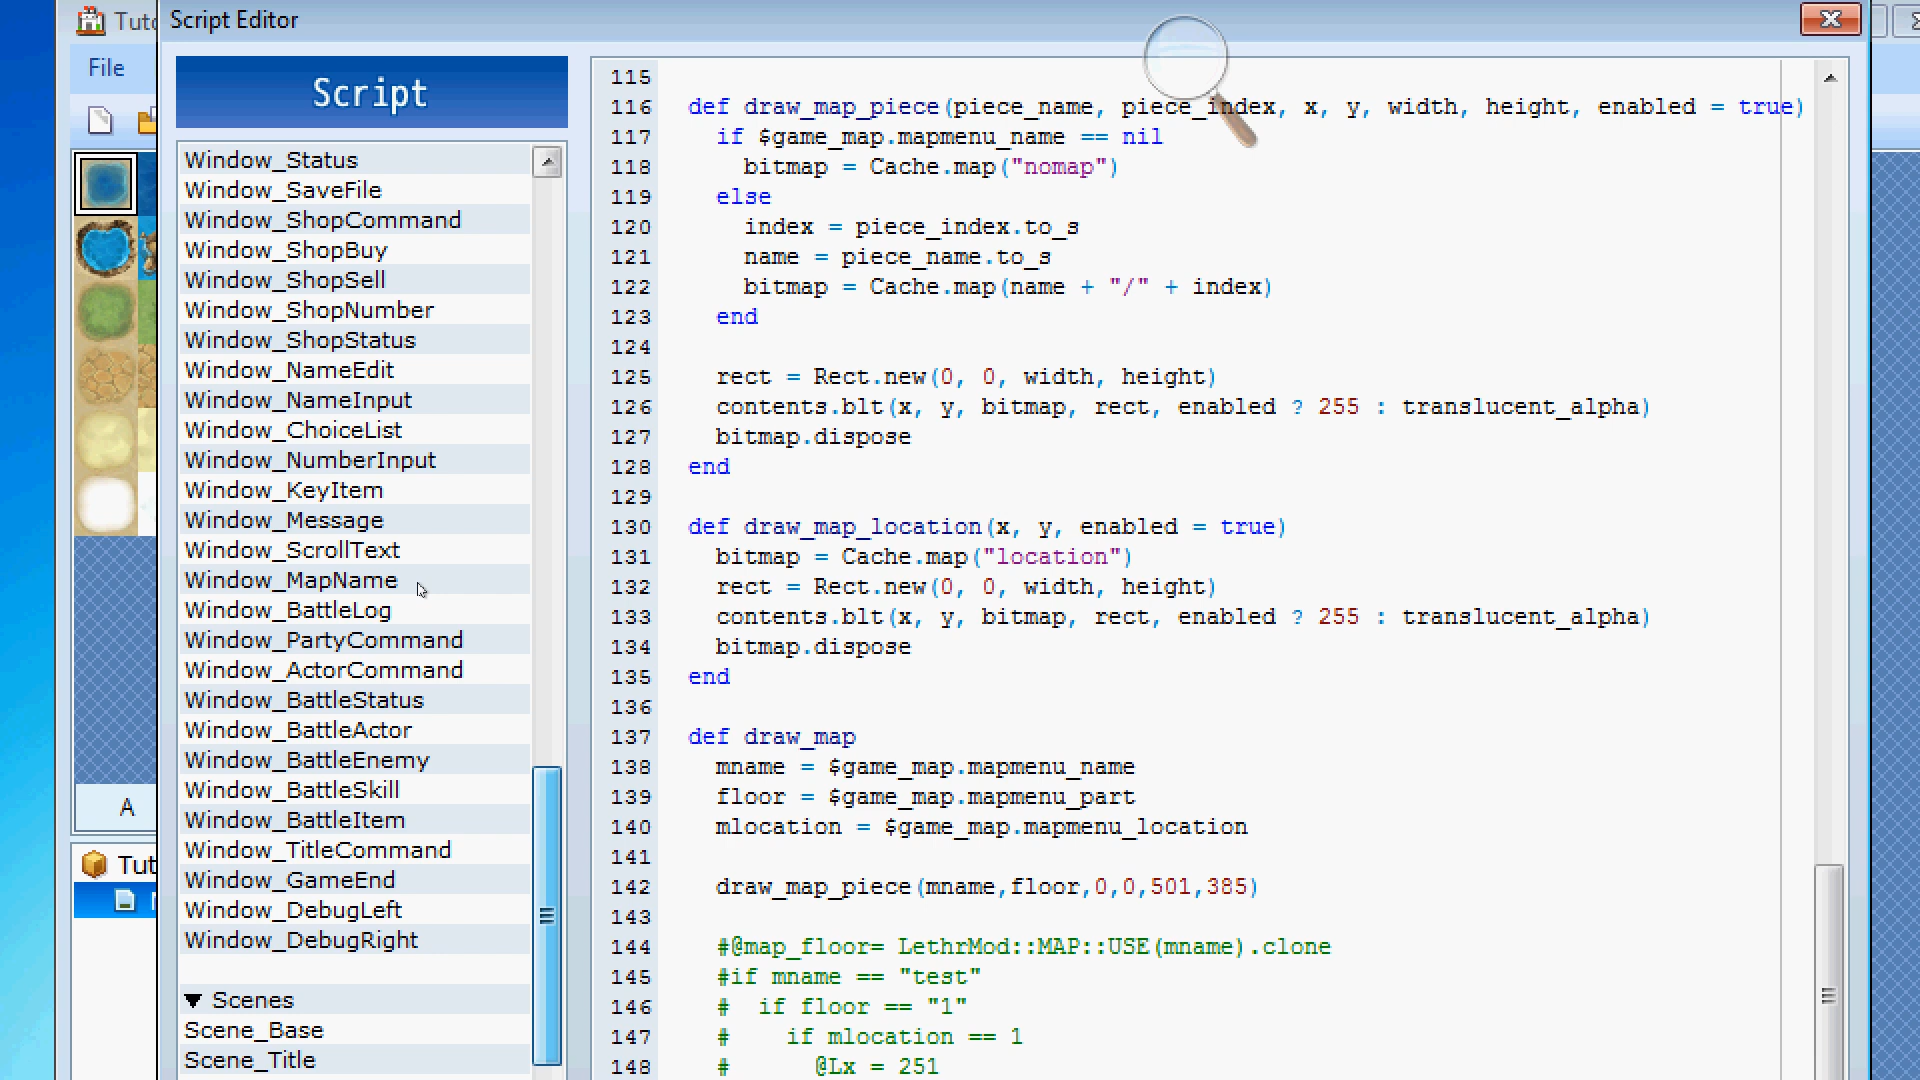 Tuto
Script Editor
File
Script
Window_Status
Window_SaveFile
Window_ShopCommand
Window_ShopBuy
Window_ShopSell
Window_ShopNumber
Window_ShopStatus
Window_NameEdit
Window_NameInput
Window_ChoiceList
Window_NumberInput
Window_KeyItem
Window_Message
Window_ScrollText
Window_MapName
Window_BattleLog
Window_PartyCommand
Window_ActorCommand
Window_BattleStatus
Window_BattleActor
Window_BattleEnemy
Window_BattleSkill
Window_BattleItem
Window_TitleCommand
Window_GameEnd
Window_DebugLeft
Window_DebugRight
▼ Scenes
Scene_Base
Scene_Title
A
Tut
115
116 def draw_map_piece(piece_name, piece_index, x, y, width, height, enabled = true)
117 if $game_map.mapmenu_name == nil
118 bitmap = Cache.map("nomap")
119 else
120 index = piece_index.to_s
121 name = piece_name.to_s
122 bitmap = Cache.map(name + "/" + index)
123 end
124
125 rect = Rect.new(0, 0, width, height)
126 contents.blt(x, y, bitmap, rect, enabled ? 255 : translucent_alpha)
127 bitmap.dispose
128 end
129
130 def draw_map_location(x, y, enabled = true)
131 bitmap = Cache.map("location")
132 rect = Rect.new(0, 0, width, height)
133 contents.blt(x, y, bitmap, rect, enabled ? 255 : translucent_alpha)
134 bitmap.dispose
135 end
136
137 def draw_map
138 mname = $game_map.mapmenu_name
139 floor = $game_map.mapmenu_part
140 mlocation = $game_map.mapmenu_location
141
142 draw_map_piece(mname,floor,0,0,501,385)
143
144 #@map_floor= LethrMod::MAP::USE(mname).clone
145 #if mname == "test"
146 # if floor == "1"
147 # if mlocation == 1
148 # @Lx = 251